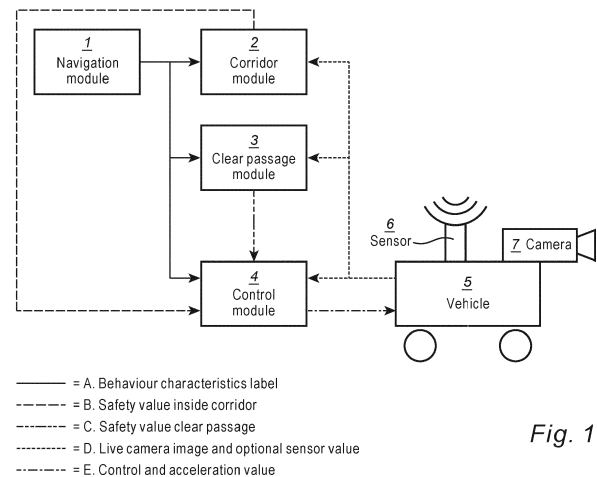 1
Navigation
module
2
Corridor
module
3
Clear passage
module
4
Control
module
6
Sensor
7 Camera
5
Vehicle
= A. Behaviour characteristics label
= B. Safety value inside corridor
= C. Safety value clear passage
= D. Live camera image and optional sensor value
= E. Control and acceleration value
Fig. 1